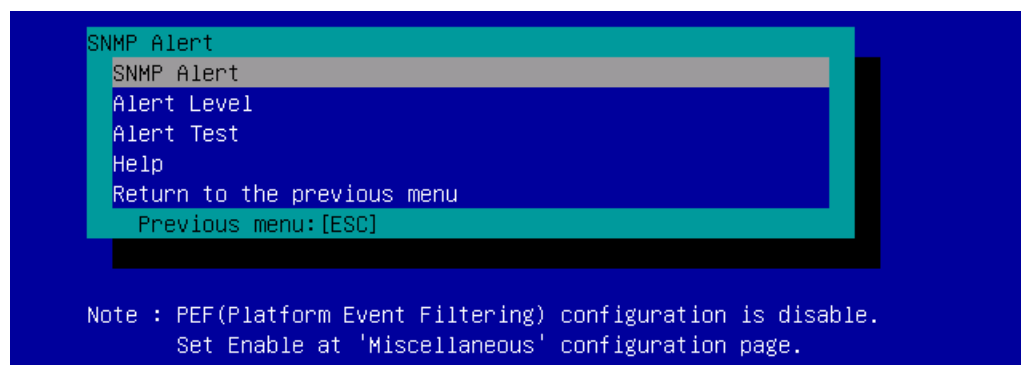 SNMP Alert
SNMP Alert
Alert Level
Alert Test
Help
Return to the previous menu
Previous menu:[ESC]
Note : PEF(Platform Event Filtering) configuration is disable.
Set Enable at 'Miscellaneous' configuration page.